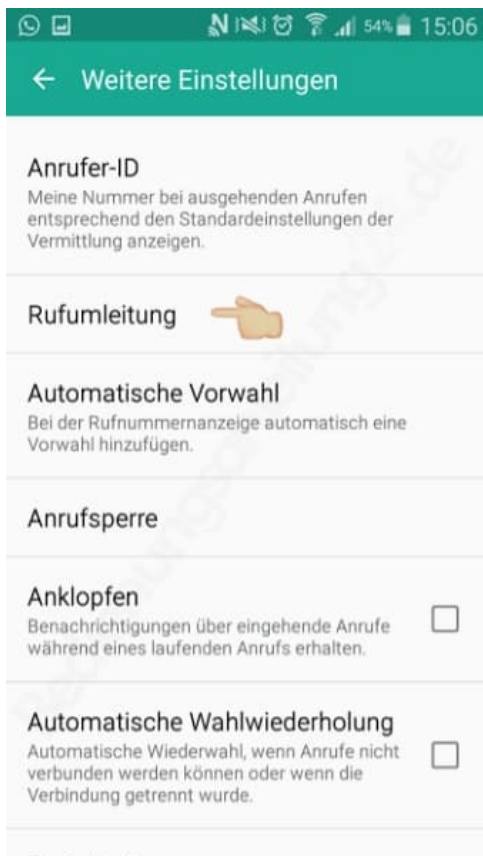 54% 15:06
Weitere Einstellungen
Anrufer-ID
Meine Nummer bei ausgehenden Anrufen
entsprechend den Standardeinstellungen der
Vermittlung anzeigen.
Rufumleitung
Automatische Vorwahl
Bei der Rufnummernanzeige automatisch eine
Vorwahl hinzufügen.
Anrufsperre
Anklopfen
Benachrichtigungen über eingehende Anrufe
während eines laufenden Anrufs erhalten.
Automatische Wahlwiederholung
Automatische Wiederwahl, wenn Anrufe nicht
verbunden werden können oder wenn die
Verbindung getrennt wurde.